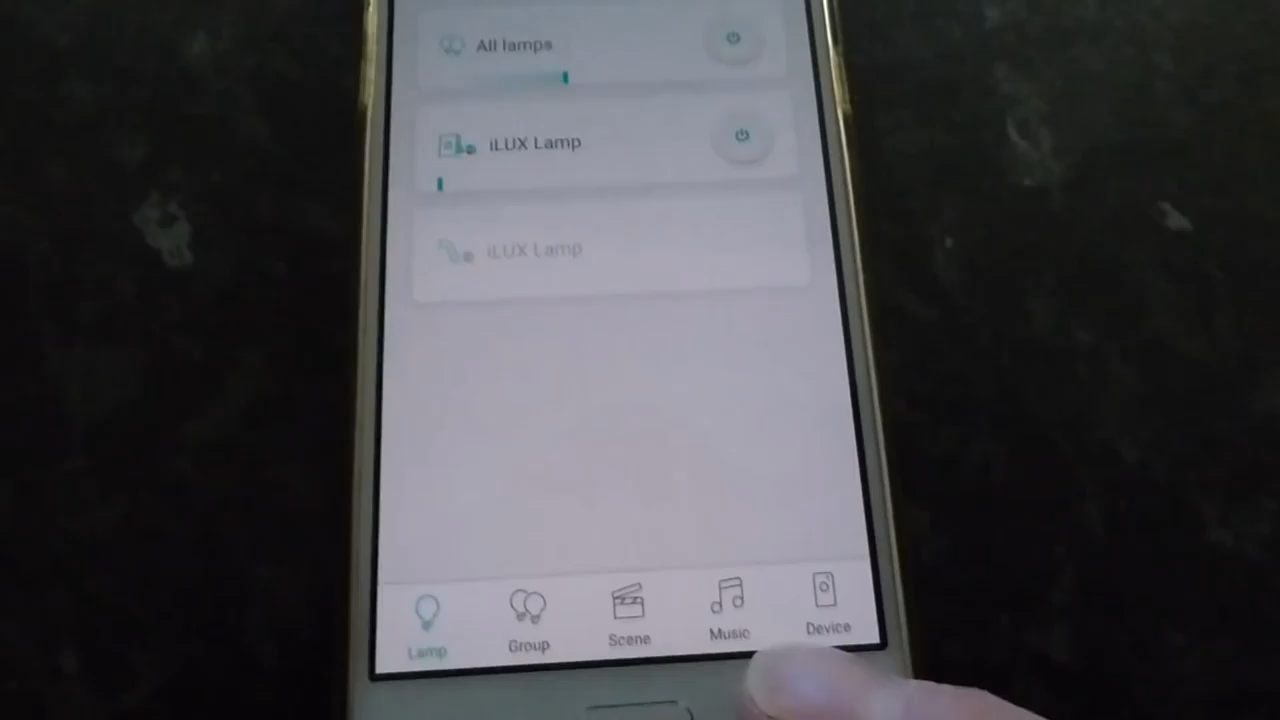 All lamps
iLUX Lamp
iLUX Lamp
Lamp
Group
Scene
Music
Device